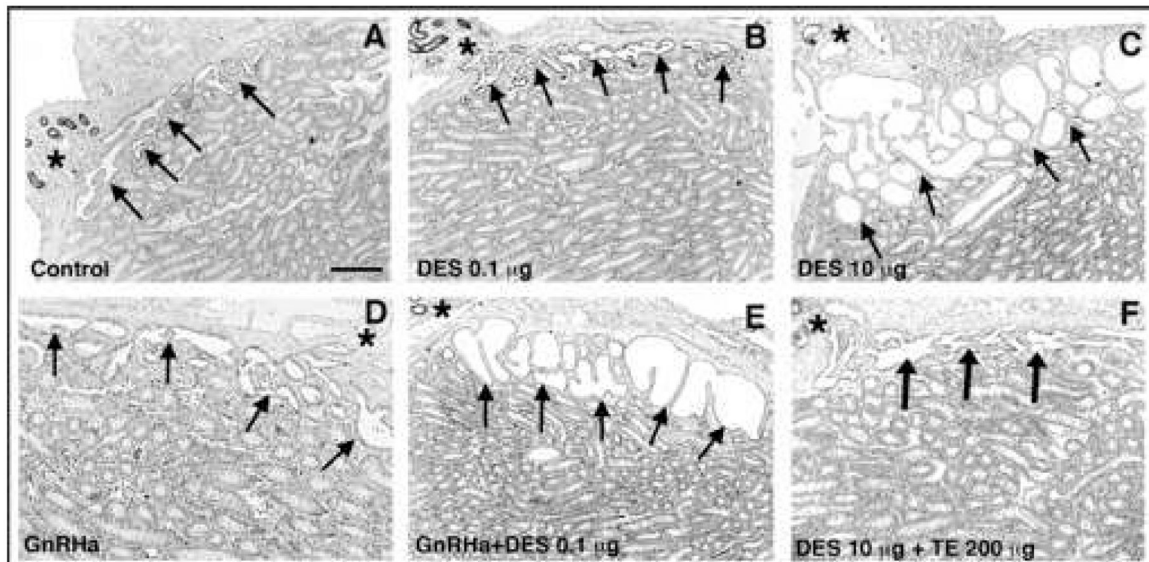 A
Control
B
DES 0.1 µg
C
DES 10 µg
D
GnRHa
E
GnRHa+DES 0.1 µg
F
DES 10 µg + TE 200 µg